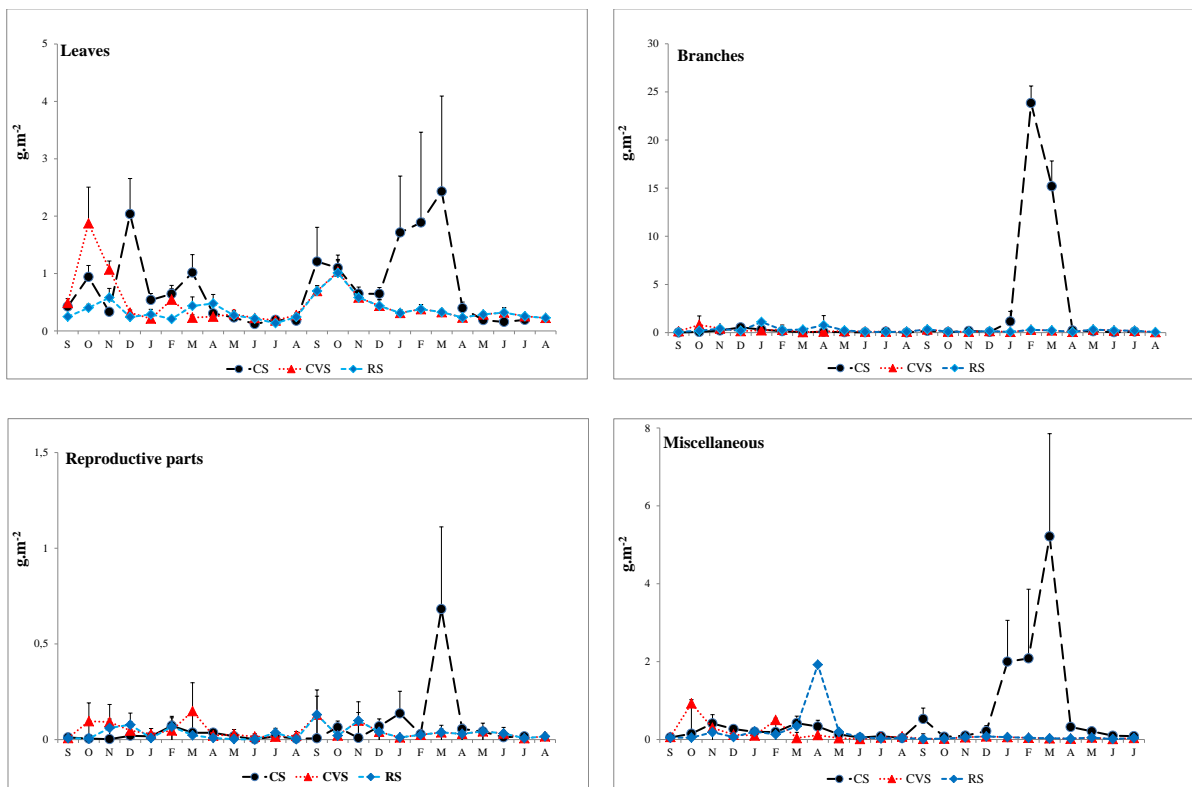 Leaves
g.m-2
5
4
3
2
1
0
S O N D J F M A M J J A S O N D J F M A M J J A
CS CVS RS
Branches
g.m-2
30
25
20
15
10
5
0
S O N D J F M A M J J A S O N D J F M A M J J A
CS CVS RS
Reproductive parts
g.m-2
1,5
1
0,5
0
S O N D J F M A M J J A S O N D J F M A M J J A
CS CVS RS
Miscellaneous
g.m-2
8
6
4
2
0
S O N D J F M A M J J A S O N D J F M A M J J
CS CVS RS